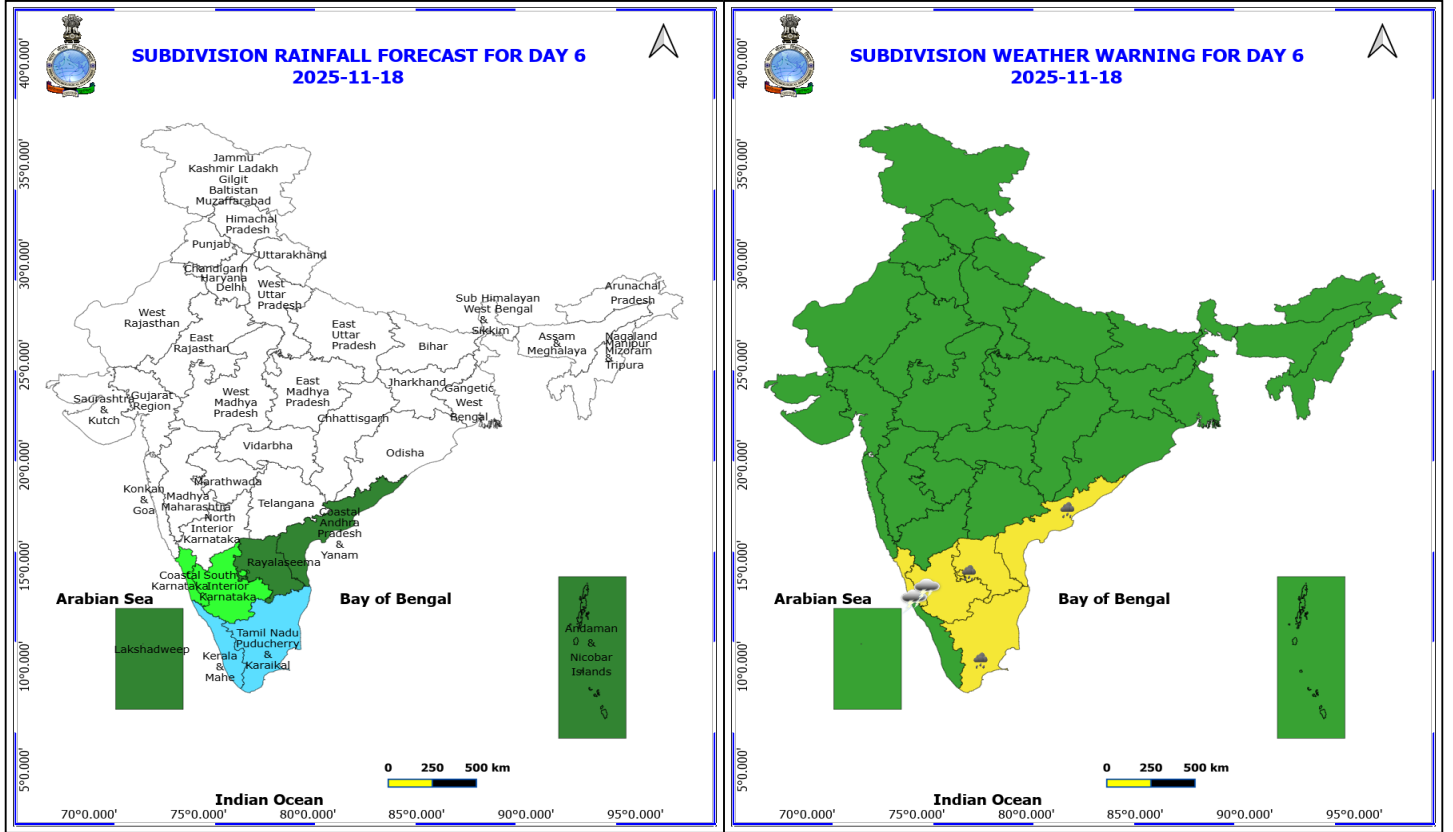 SUBDIVISION RAINFALL FORECAST FOR DAY 6
2025-11-18
40°0.000'
35°0.000'
30°0.000'
25°0.000'
20°0.000'
15°0.000'
10°0.000'
5°0.000'
Jammu
Kashmir Ladakh
Gilgit
Baltistan
Muzaffarabad
Himachal
Pradesh
Punjab
Uttarakhand
Chandigarh
Haryana
Delhi
West
Uttar
Pradesh
Arunachal
Pradesh
Sub Himalayan
West Bengal
&
Sikkim
West
Rajasthan
East
Rajasthan
East
Uttar
Pradesh
Bihar
Assam
&
Meghalaya
Nagaland
Manipur
Mizoram
&
Tripura
Saurashtra
&
Kutch
Gujarat
Region
West
Madhya
Pradesh
East
Madhya
Pradesh
Jharkhand
Gangetic
West
Bengal
Chhattisgarh
Vidarbha
Odisha
Konkan
&
Goa
Madhya
Maharashtra
Marathwada
Telangana
North
Interior
Karnataka
Coastal
Andhra
Pradesh
&
Yanam
Rayalaseema
Coastal
Karnataka
South
Interior
Karnataka
Arabian Sea
Bay of Bengal
Lakshadweep
Kerala
&
Mahe
Tamil Nadu
Puducherry
&
Karaikal
Andaman
&
Nicobar
Islands
0 250 500 km
Indian Ocean
70°0.000' 75°0.000' 80°0.000' 85°0.000' 90°0.000' 95°0.000'
SUBDIVISION WEATHER WARNING FOR DAY 6
2025-11-18
40°0.000'
35°0.000'
30°0.000'
25°0.000'
20°0.000'
15°0.000'
10°0.000'
5°0.000'
Arabian Sea
Bay of Bengal
0 250 500 km
Indian Ocean
70°0.000' 75°0.000' 80°0.000' 85°0.000' 90°0.000' 95°0.000'